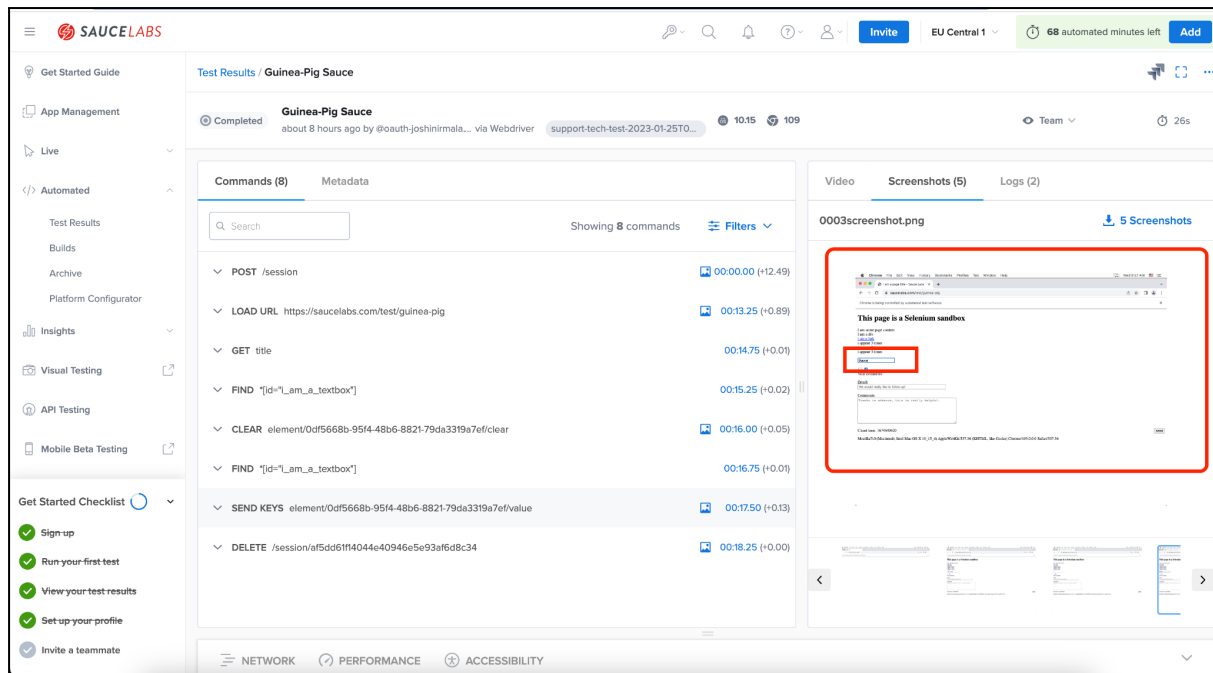 SAUCELABS
Invite
EU Central 1
68 automated minutes left
Add
Get Started Guide
App Management
Live
Automated
Test Results
Builds
Archive
Platform Configurator
Insights
Visual Testing
API Testing
Mobile Beta Testing
Get Started Checklist
Sign up
Run your first test
View your test results
Set up your profile
Invite a teammate
Test Results / Guinea-Pig Sauce
Completed
Guinea-Pig Sauce
about 8 hours ago by @oauth-joshinirmala.... via Webdriver
support-tech-test-2023-01-25T0...
10.15
109
Team
26s
Commands (8)
Metadata
Search
Showing 8 commands
Filters
POST /session
00:00.00 (+12.49)
LOAD URL https://saucelabs.com/test/guinea-pig
00:13.25 (+0.89)
GET title
00:14.75 (+0.01)
FIND "[id="i_am_a_textbox"]
00:15.25 (+0.02)
CLEAR element/0df5668b-95f4-48b6-8821-79da3319a7ef/clear
00:16.00 (+0.05)
FIND "[id="i_am_a_textbox"]
00:16.75 (+0.01)
SEND KEYS element/0df5668b-95f4-48b6-8821-79da3319a7ef/value
00:17.50 (+0.13)
DELETE /session/af5dd61f14044e40946e5e93af6d8c34
00:18.25 (+0.00)
Video
Screenshots (5)
Logs (2)
0003screenshot.png
5 Screenshots
This page is a Selenium sandbox
NETWORK
PERFORMANCE
ACCESSIBILITY